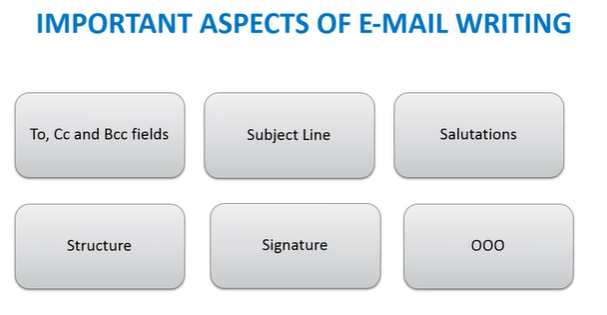 IMPORTANT ASPECTS OF E-MAIL WRITING
To, Cc and Bcc fields
Subject Line
Salutations
Structure
Signature
OOO